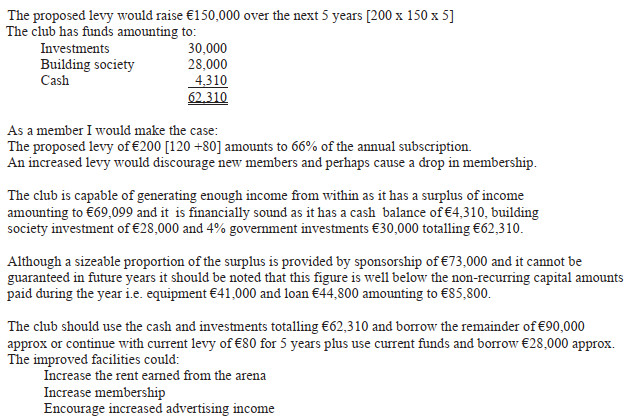 The proposed levy would raise €150,000 over the next 5 years [200 x 150 x 5]
The club has funds amounting to:
Investments 30,000
Building society 28,000
Cash 4,310
62,310
As a member I would make the case:
The proposed levy of €200 [120 +80] amounts to 66% of the annual subscription.
An increased levy would discourage new members and perhaps cause a drop in membership.
The club is capable of generating enough income from within as it has a surplus of income
amounting to €69,099 and it is financially sound as it has a cash balance of €4,310, building
society investment of €28,000 and 4% government investments €30,000 totalling €62,310.
Although a sizeable proportion of the surplus is provided by sponsorship of €73,000 and it cannot be
guaranteed in future years it should be noted that this figure is well below the non-recurring capital amounts
paid during the year i.e. equipment €41,000 and loan €44,800 amounting to €85,800.
The club should use the cash and investments totalling €62,310 and borrow the remainder of €90,000
approx or continue with current levy of €80 for 5 years plus use current funds and borrow €28,000 approx.
The improved facilities could:
Increase the rent earned from the arena
Increase membership
Encourage increased advertising income